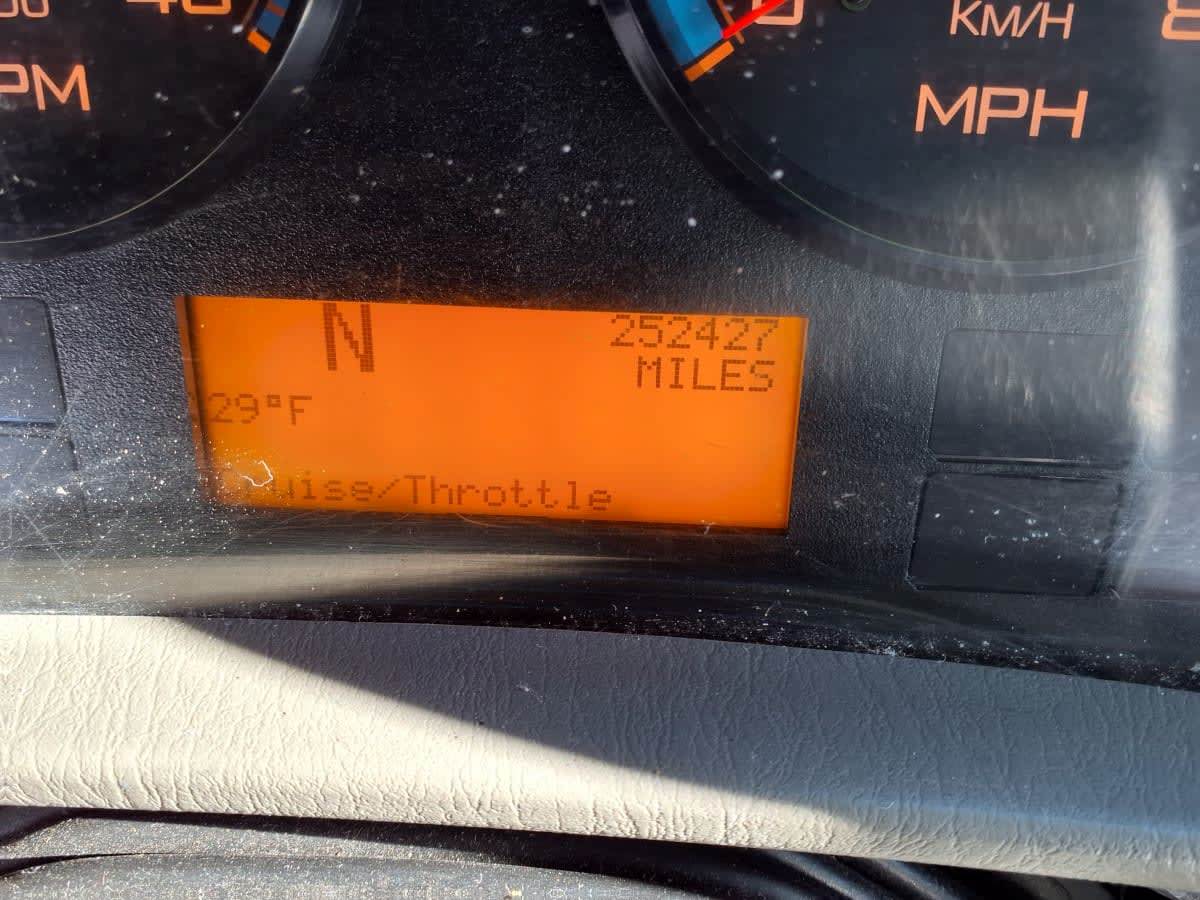 KM/H
PM
MPH
N
252427
MILES
29°F
uise/Throttle